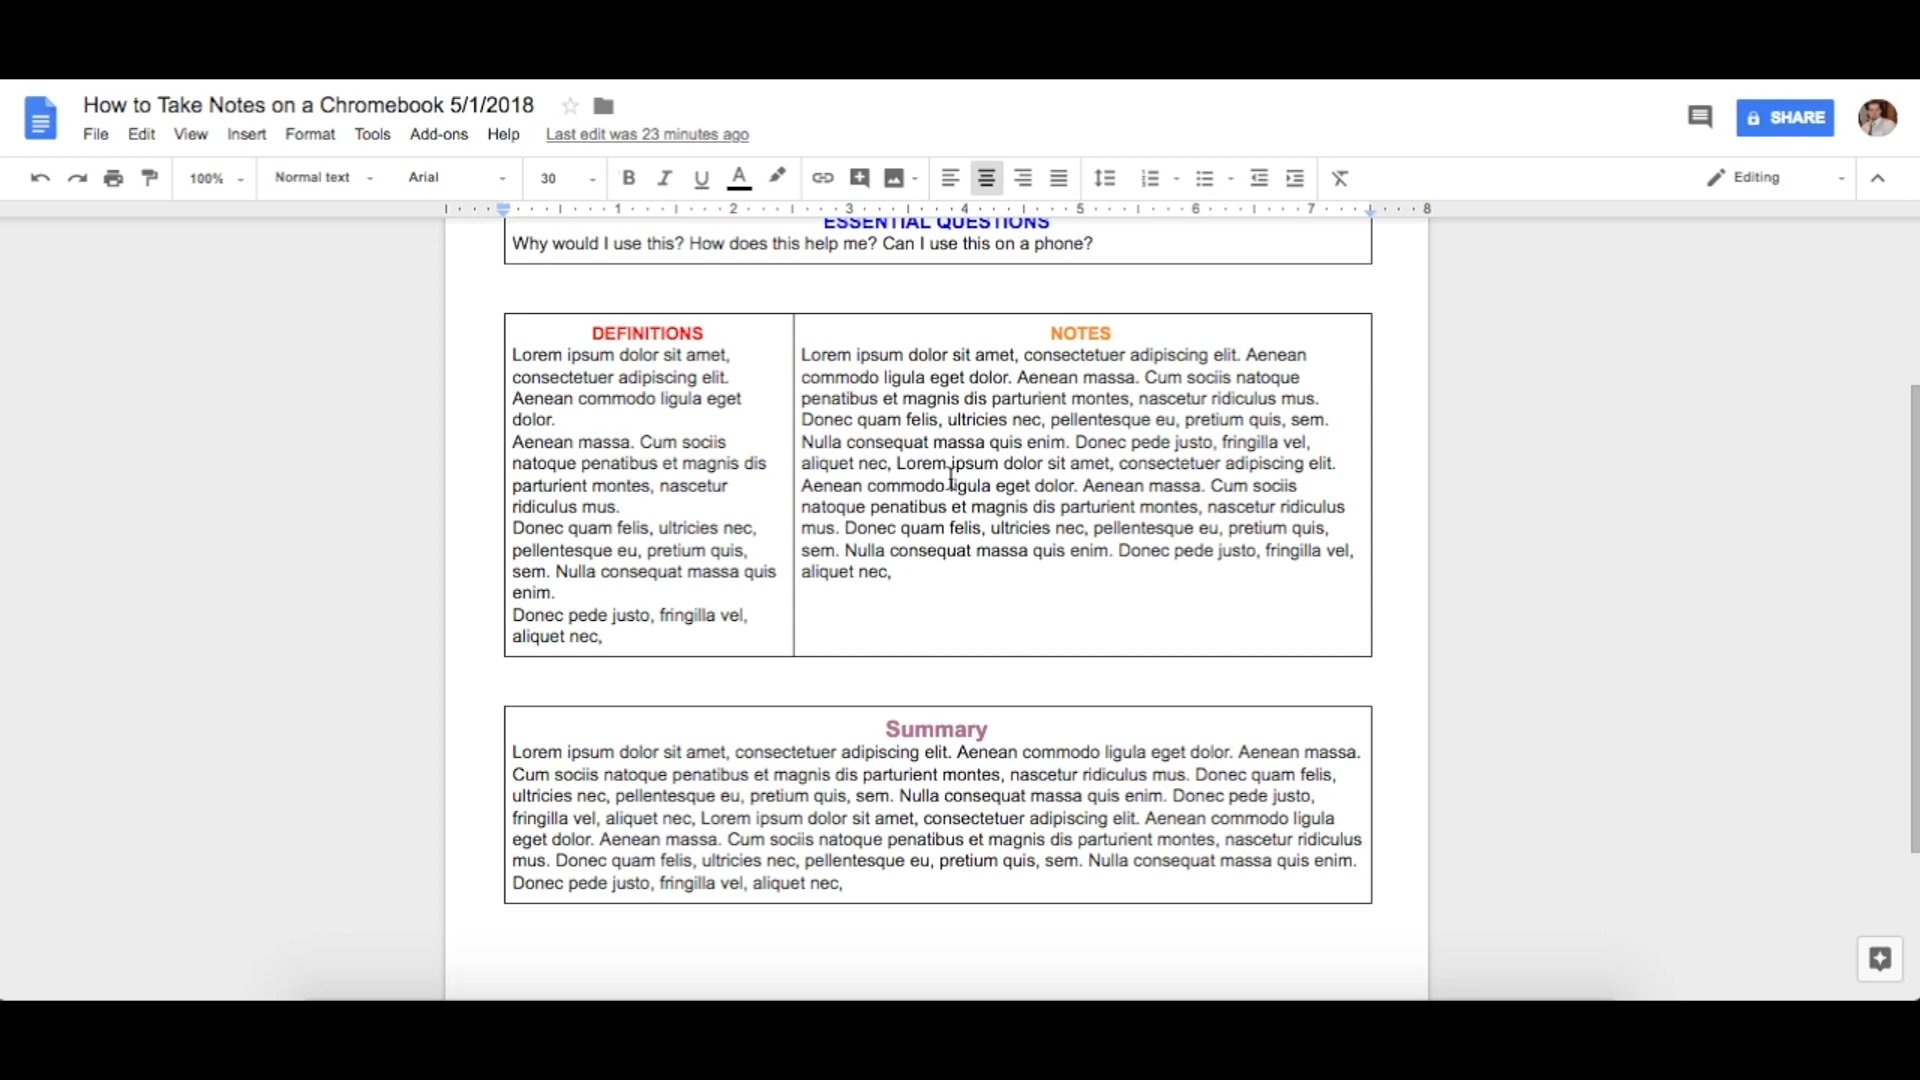 How to Take Notes on a Chromebook 5/1/2018
File Edit View Insert Format Tools Add-ons Help Last edit was 23 minutes ago
SHARE
100% Normal text Arial 30 B I U A Editing
1 2 3 4 5 6 7 8
ESSENTIAL QUESTIONS
Why would I use this? How does this help me? Can I use this on a phone?
DEFINITIONS
Lorem ipsum dolor sit amet,
consectetuer adipiscing elit.
Aenean commodo ligula eget
dolor.
Aenean massa. Cum sociis
natoque penatibus et magnis dis
parturient montes, nascetur
ridiculus mus.
Donec quam felis, ultricies nec,
pellentesque eu, pretium quis,
sem. Nulla consequat massa quis
enim.
Donec pede justo, fringilla vel,
aliquet nec,
NOTES
Lorem ipsum dolor sit amet, consectetuer adipiscing elit. Aenean
commodo ligula eget dolor. Aenean massa. Cum sociis natoque
penatibus et magnis dis parturient montes, nascetur ridiculus mus.
Donec quam felis, ultricies nec, pellentesque eu, pretium quis, sem.
Nulla consequat massa quis enim. Donec pede justo, fringilla vel,
aliquet nec, Lorem ipsum dolor sit amet, consectetuer adipiscing elit.
Aenean commodo ligula eget dolor. Aenean massa. Cum sociis
natoque penatibus et magnis dis parturient montes, nascetur ridiculus
mus. Donec quam felis, ultricies nec, pellentesque eu, pretium quis,
sem. Nulla consequat massa quis enim. Donec pede justo, fringilla vel,
aliquet nec,
Summary
Lorem ipsum dolor sit amet, consectetuer adipiscing elit. Aenean commodo ligula eget dolor. Aenean massa.
Cum sociis natoque penatibus et magnis dis parturient montes, nascetur ridiculus mus. Donec quam felis,
ultricies nec, pellentesque eu, pretium quis, sem. Nulla consequat massa quis enim. Donec pede justo,
fringilla vel, aliquet nec, Lorem ipsum dolor sit amet, consectetuer adipiscing elit. Aenean commodo ligula
eget dolor. Aenean massa. Cum sociis natoque penatibus et magnis dis parturient montes, nascetur ridiculus
mus. Donec quam felis, ultricies nec, pellentesque eu, pretium quis, sem. Nulla consequat massa quis enim.
Donec pede justo, fringilla vel, aliquet nec,